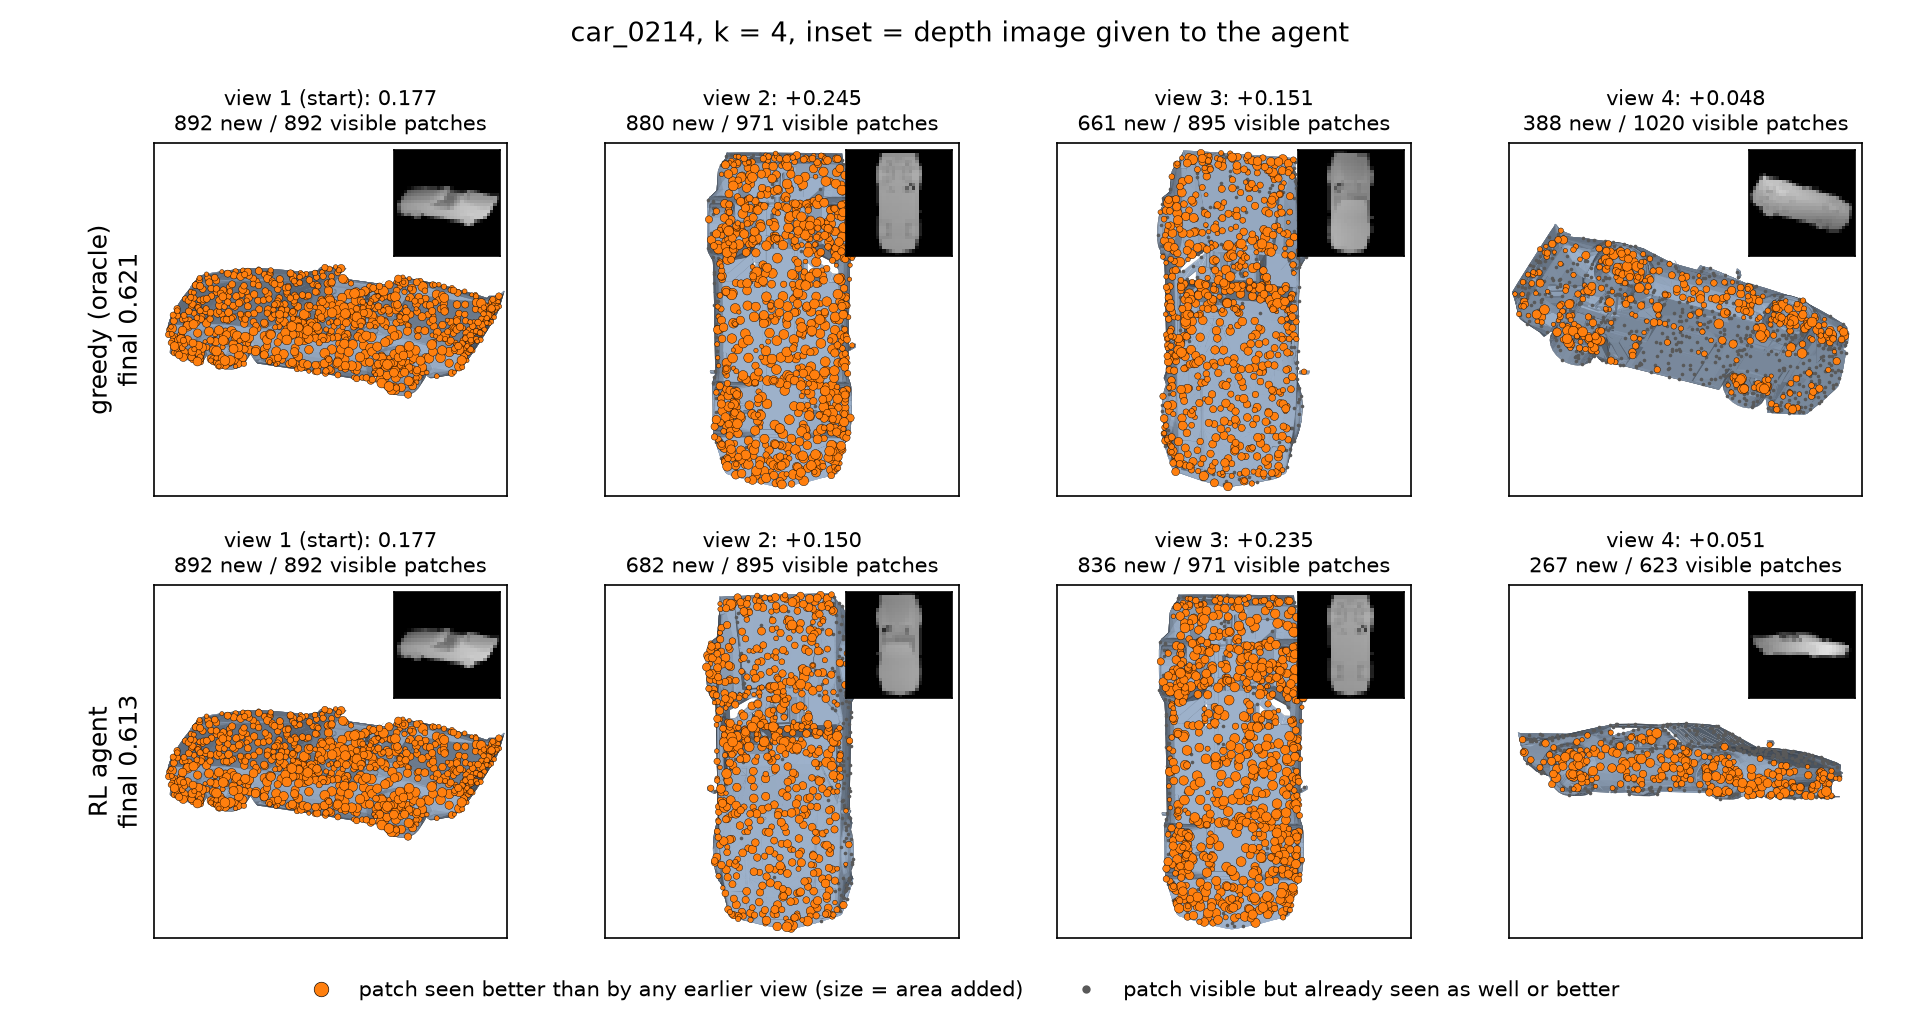 car_0214, k = 4, inset = depth image given to the agent
view 1 (start): 0.177
892 new / 892 visible patches
view 2: +0.245
880 new / 971 visible patches
view 3: +0.151
661 new / 895 visible patches
view 4: +0.048
388 new / 1020 visible patches
greedy (oracle)
final 0.621
view 1 (start): 0.177
892 new / 892 visible patches
view 2: +0.150
682 new / 895 visible patches
view 3: +0.235
836 new / 971 visible patches
view 4: +0.051
267 new / 623 visible patches
RL agent
final 0.613
patch seen better than by any earlier view (size = area added)
patch visible but already seen as well or better